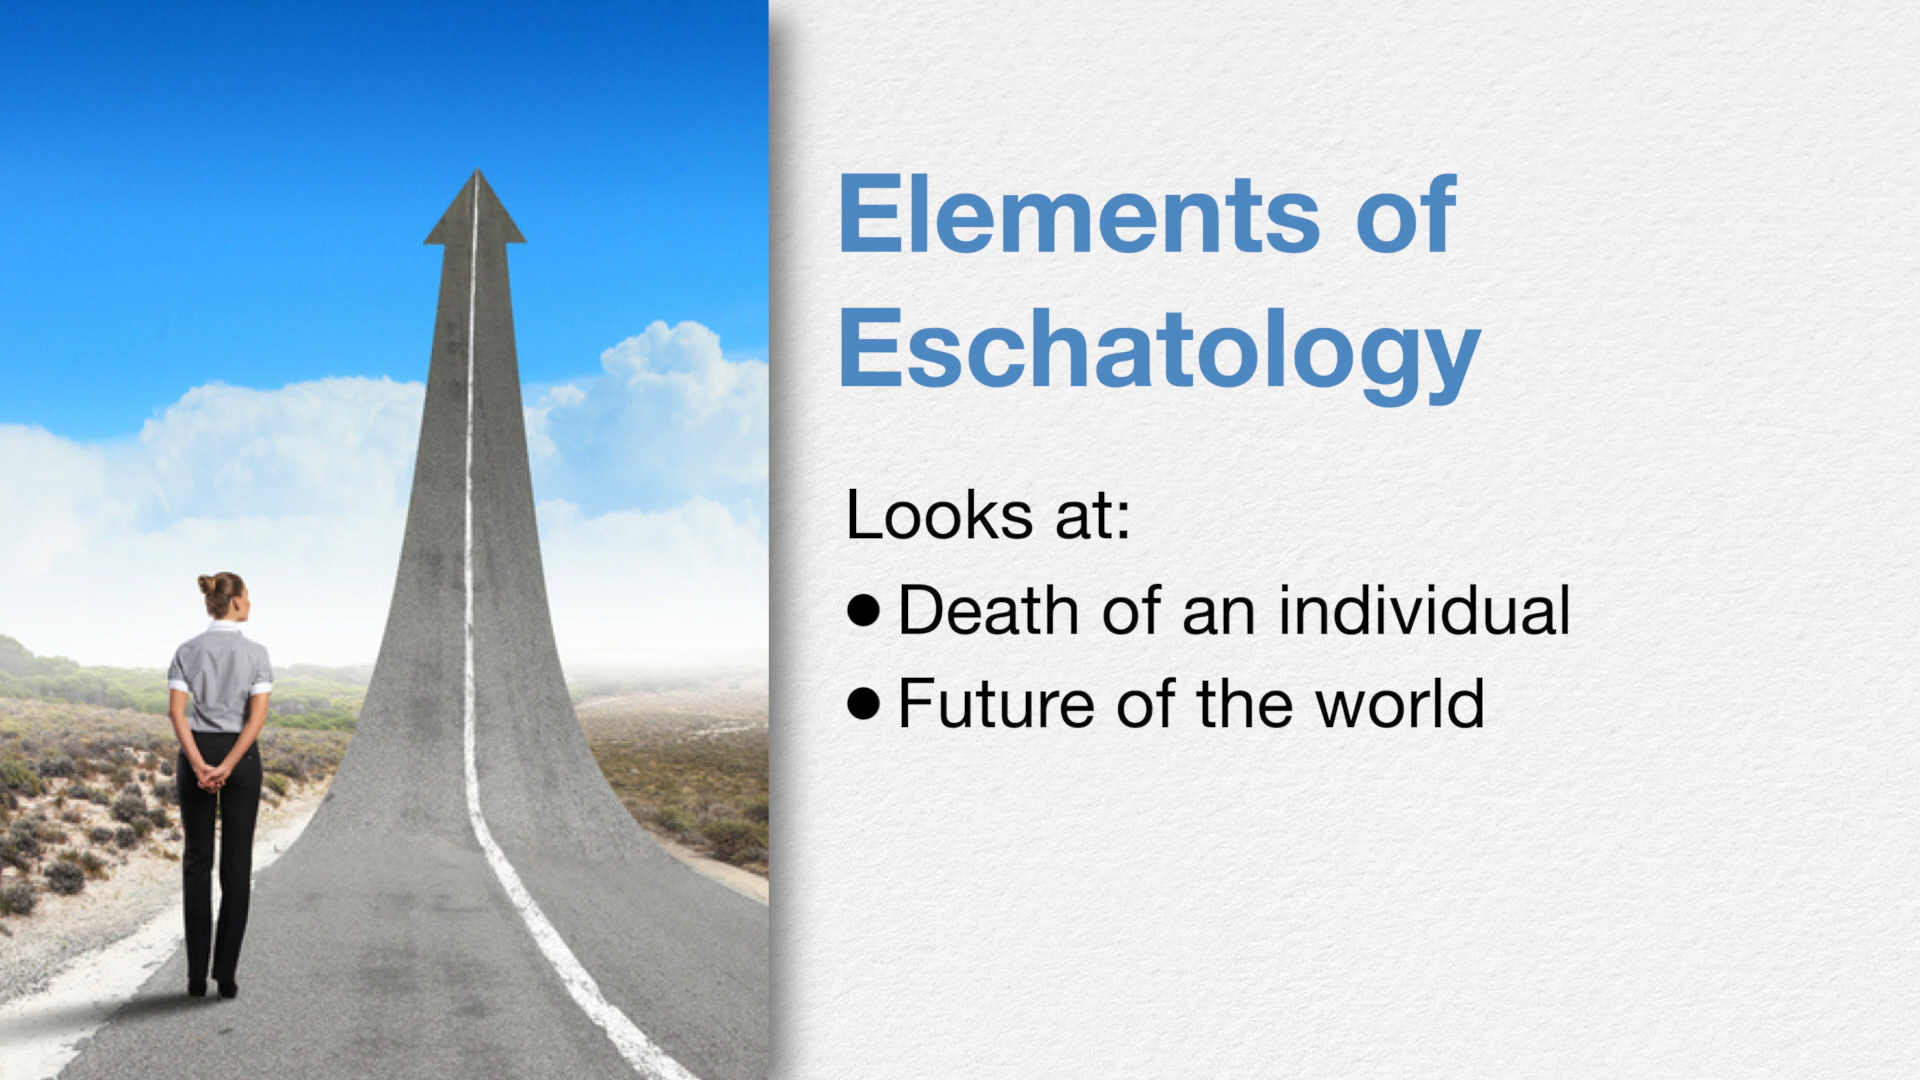 Elements of
Eschatology
Looks at:
● Death of an individual
● Future of the world